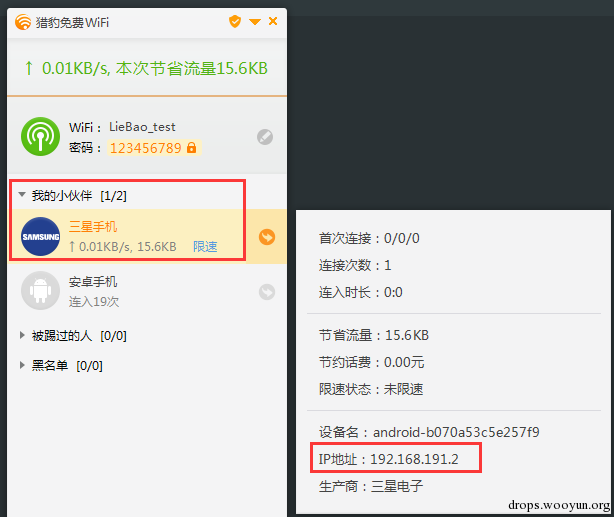 猎豹免费WiFi
↑ 0.01KB/s, 本次节省流量15.6KB
WiFi： LieBao_test
密码： 123456789
我的小伙伴 [1/2]
SAMSUNG
三星手机
↑ 0.01KB/s, 15.6KB 限速
安卓手机
连入19次
被踢过的人 [0/0]
黑名单 [0/0]
首次连接：0/0/0
连接次数：1
连入时长：0:0
节省流量：15.6KB
节约话费：0.00元
限速状态：未限速
设备名：android-b070a53c5e257f9
IP地址：192.168.191.2
生产商：三星电子
drops.wooyun.org